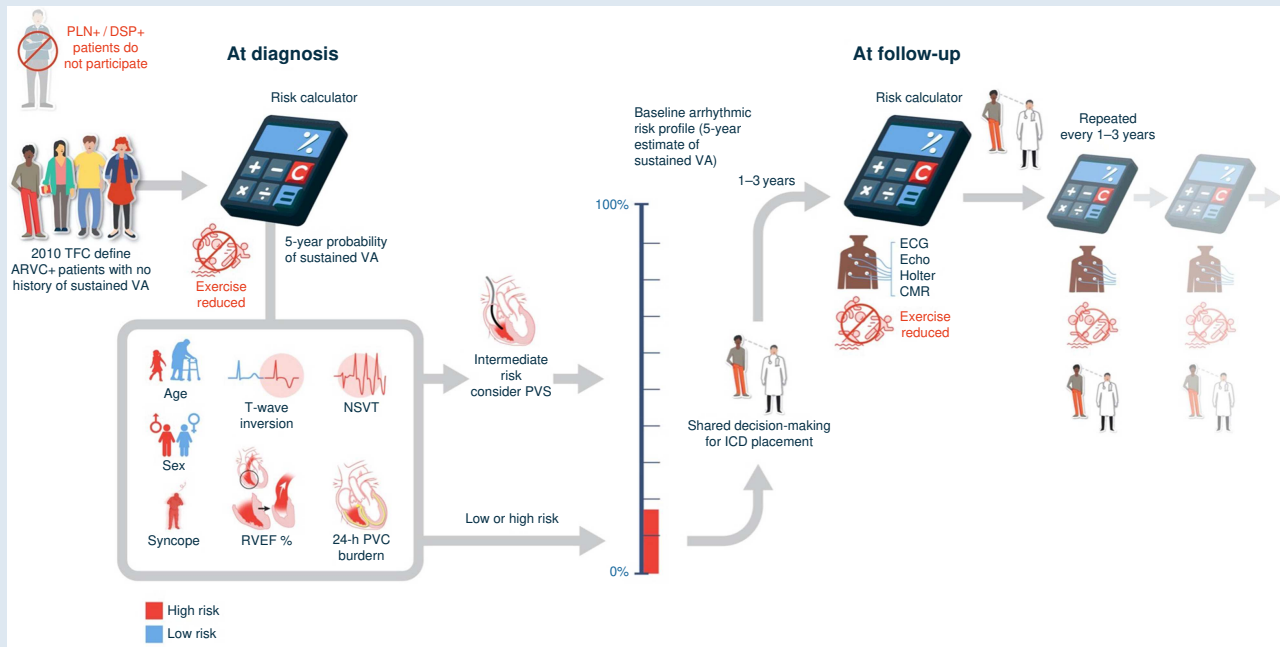 PLN+ / DSP+
patients do
not participate
At diagnosis
Risk calculator
%
C
2010 TFC define
ARVC+ patients with no
history of sustained VA
Exercise
reduced
5-year probability
of sustained VA
Age
T-wave
inversion
NSVT
Sex
Syncope
RVEF %
24-h PVC
burdern
High risk
Low risk
Intermediate
risk
consider PVS
Low or high risk
Baseline arrhythmic
risk profile (5-year
estimate of
sustained VA)
100%
0%
1–3 years
Shared decision-making
for ICD placement
At follow-up
Risk calculator
%
C
ECG
Echo
Holter
CMR
Exercise
reduced
Repeated
every 1–3 years
%
C
%
C